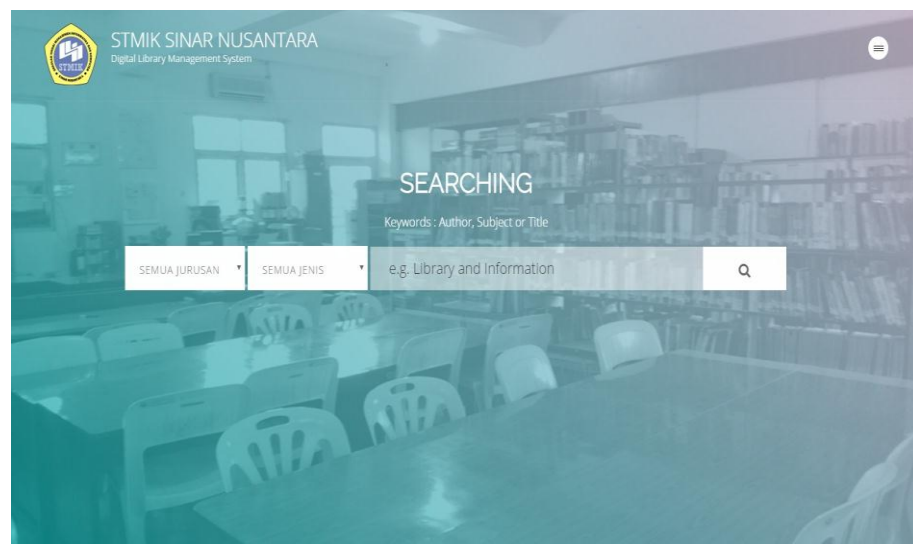 STMIK SINAR NUSANTARA
Digital Library Management System
STMIK
SEARCHING
Keywords : Author, Subject or Title
SEMUA JURUSAN
SEMUA JENIS
e.g. Library and Information